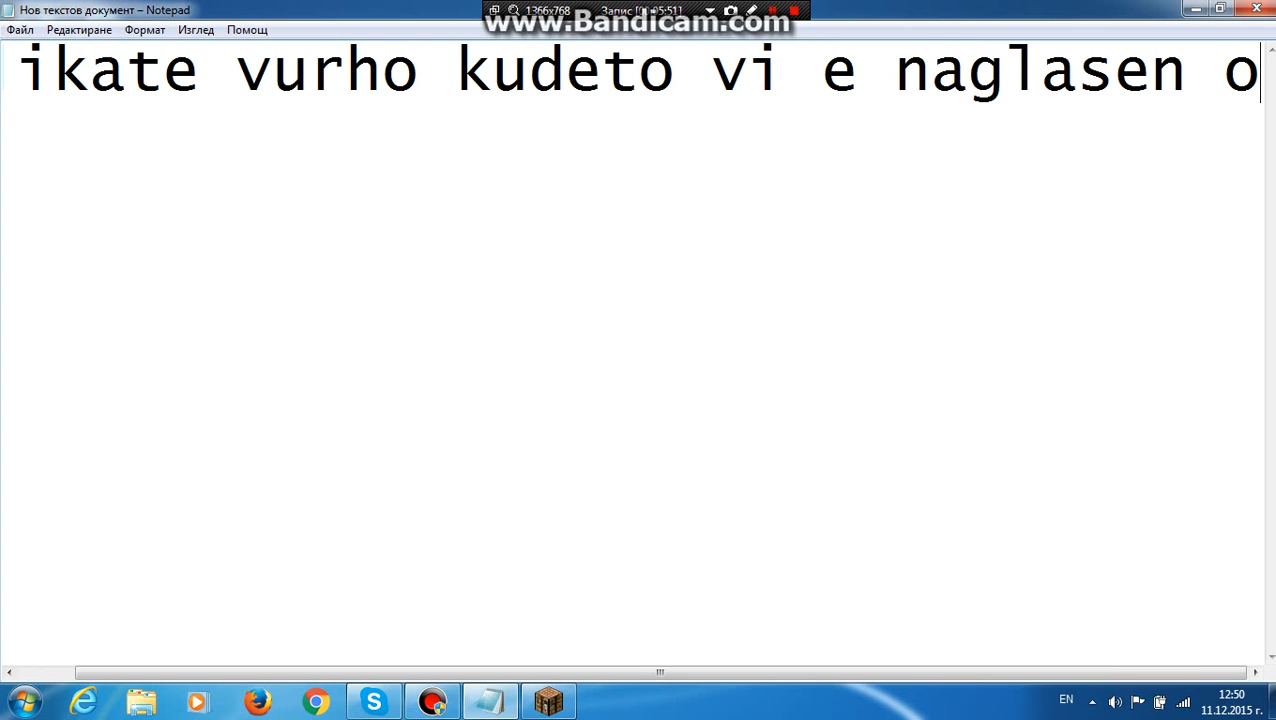 Нов текстов документ – Notepad
1366x768
www.Bandicam.com
Файл Редактиране Формат Изглед Помощ
ikate vurho kudeto vi e naglasen o
EN
12:50
11.12.2015 г.